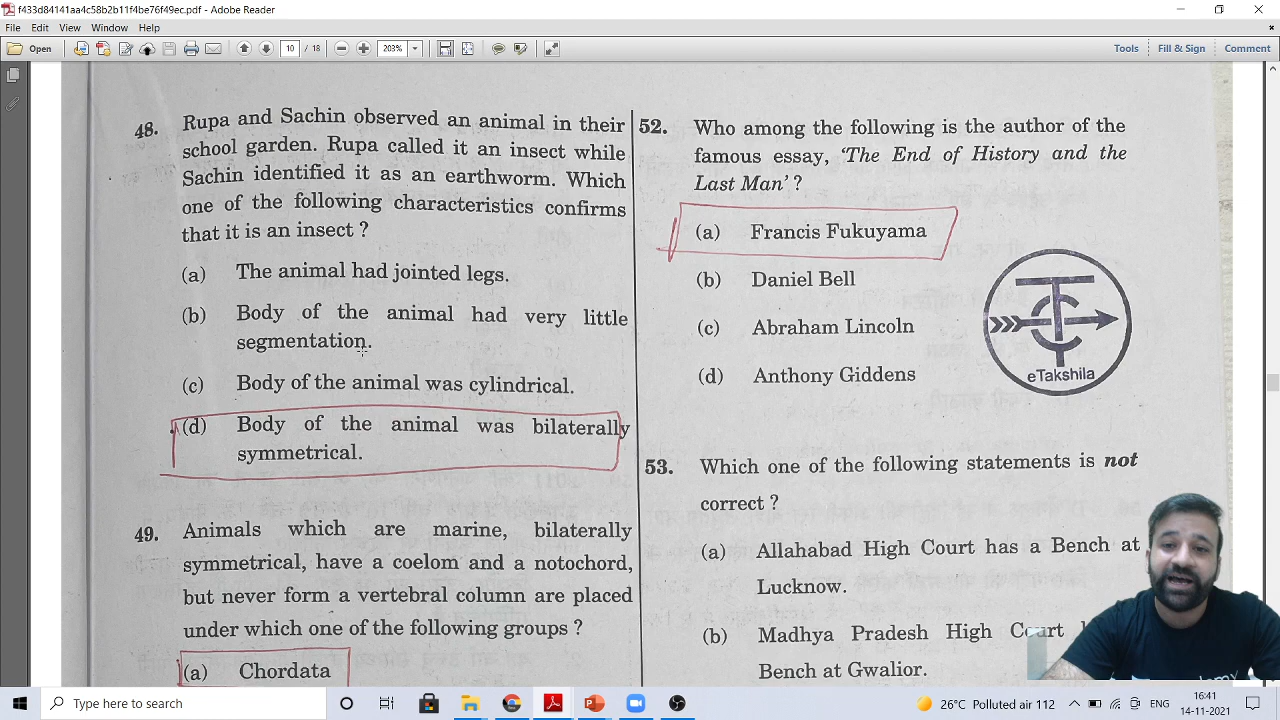 f433d84141aa4c58b2b11f4be76f49ec.pdf - Adobe Reader
File Edit View Window Help
Open 10 / 18 203% Tools Fill & Sign Comment
48. Rupa and Sachin observed an animal in their
school garden. Rupa called it an insect while
Sachin identified it as an earthworm. Which
one of the following characteristics confirms
that it is an insect ?
(a) The animal had jointed legs.
(b) Body of the animal had very little
segmentation.
(c) Body of the animal was cylindrical.
(d) Body of the animal was bilaterally
symmetrical.
49. Animals which are marine, bilaterally
symmetrical, have a coelom and a notochord,
but never form a vertebral column are placed
under which one of the following groups ?
(a) Chordata
52. Who among the following is the author of the
famous essay, ‘The End of History and the
Last Man’ ?
(a) Francis Fukuyama
(b) Daniel Bell
(c) Abraham Lincoln
(d) Anthony Giddens
eTakshila
53. Which one of the following statements is not
correct ?
(a) Allahabad High Court has a Bench at
Lucknow.
(b) Madhya Pradesh High Court
Bench at Gwalior.
Type here to search
26°C Polluted air 112
ENG
16:41
14-11-2021